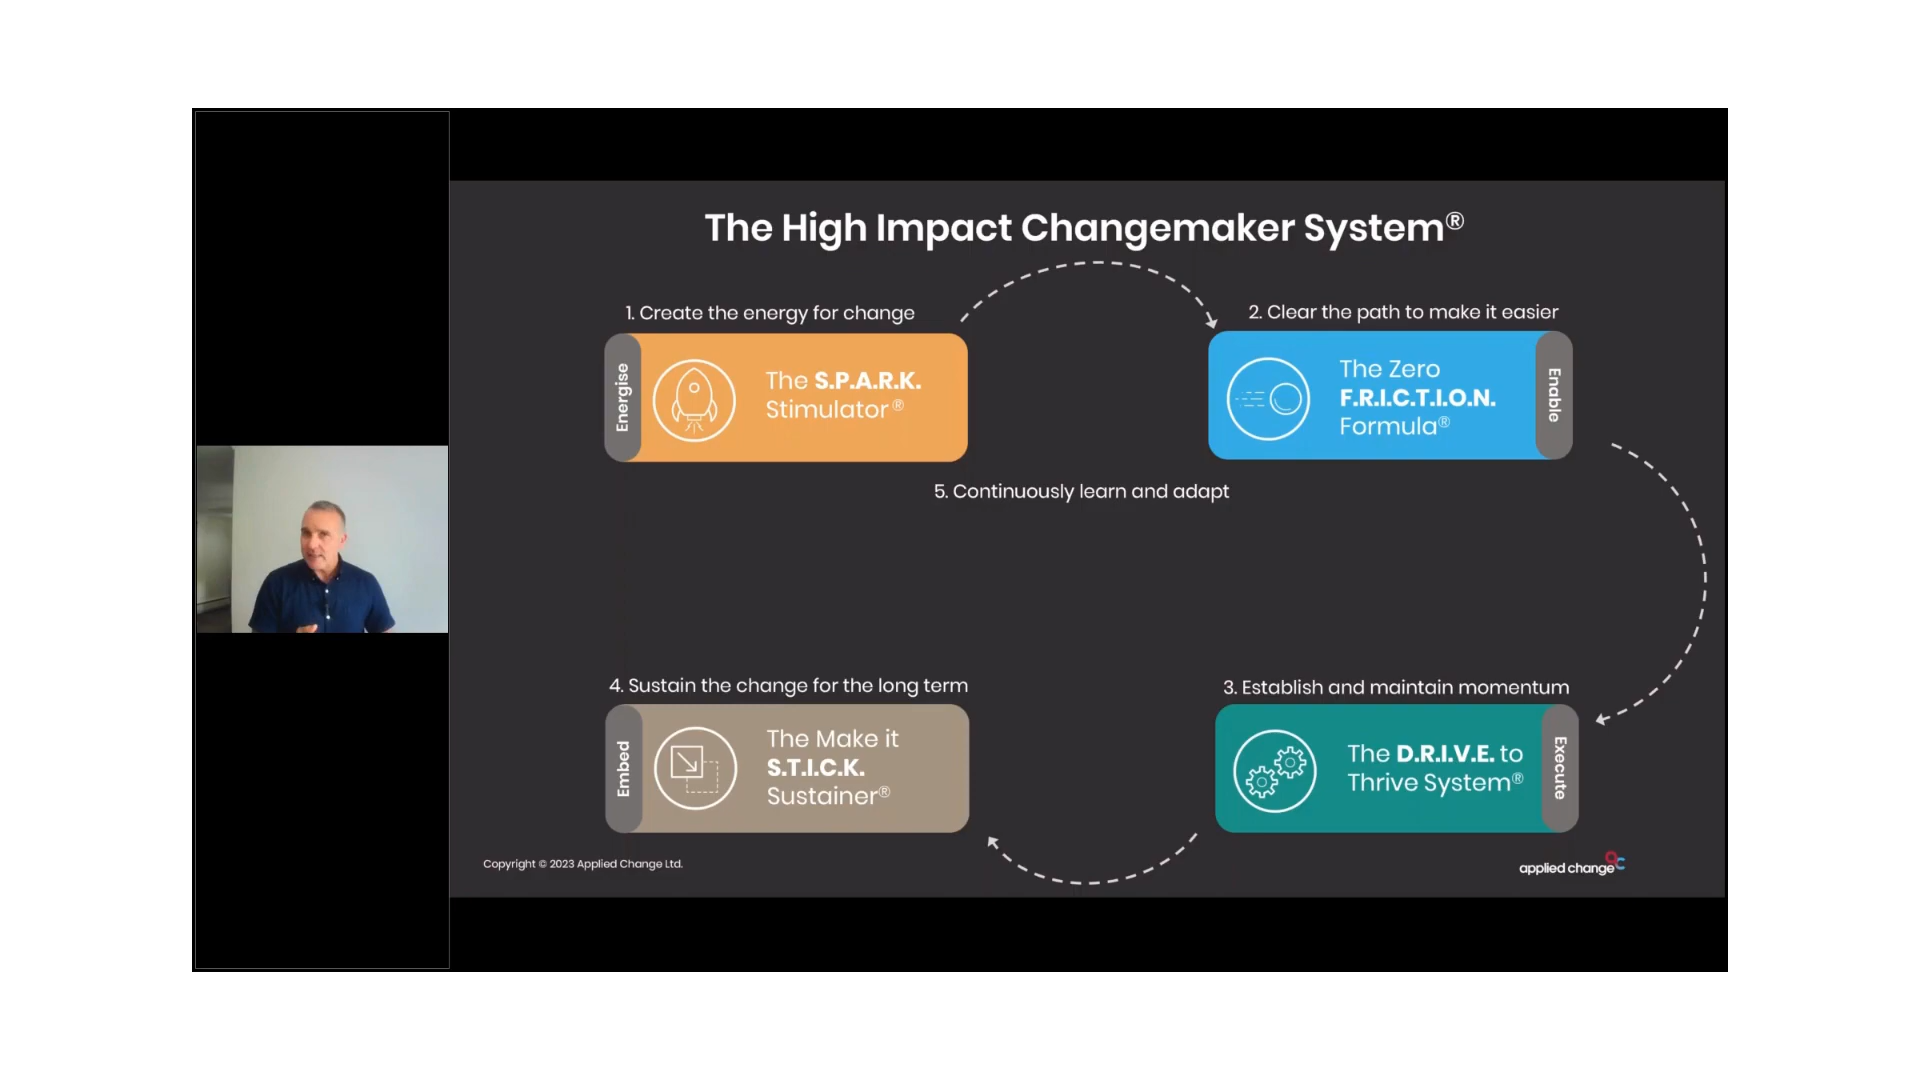 The High Impact Changemaker System®
1. Create the energy for change
Energise
The S.P.A.R.K.
Stimulator®
2. Clear the path to make it easier
The Zero
F.R.I.C.T.I.O.N.
Formula®
Enable
5. Continuously learn and adapt
4. Sustain the change for the long term
Embed
The Make it
S.T.I.C.K.
Sustainer®
3. Establish and maintain momentum
The D.R.I.V.E. to
Thrive System®
Execute
Copyright © 2023 Applied Change Ltd.
applied change